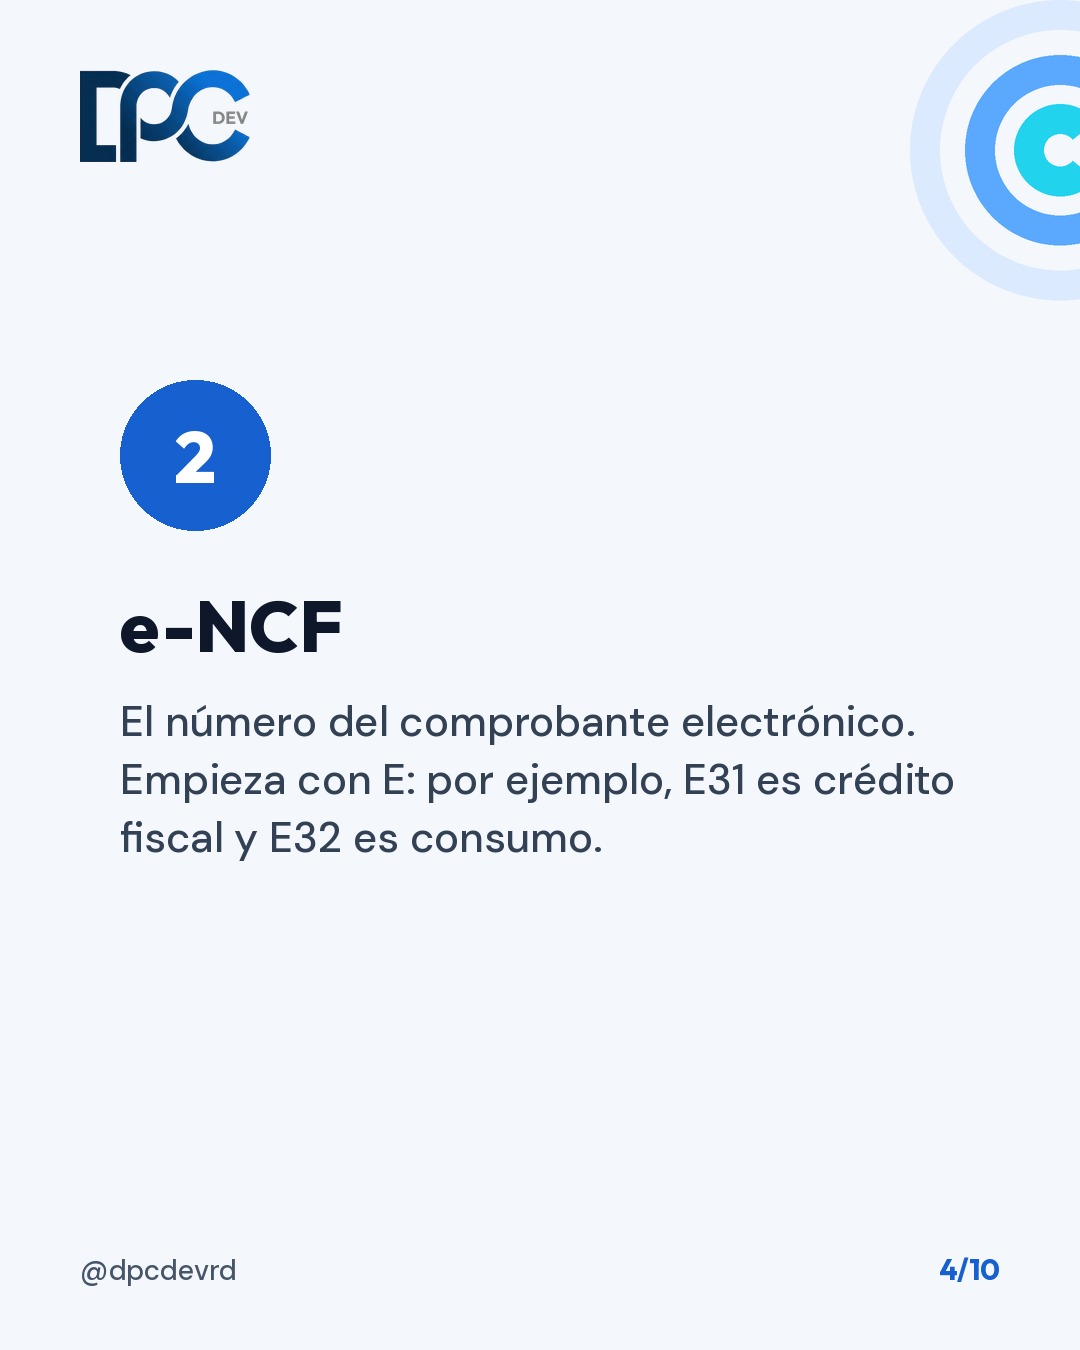 DPC DEV
2
e-NCF
El número del comprobante electrónico.
Empieza con E: por ejemplo, E31 es crédito
fiscal y E32 es consumo.
@dpcdevrd
4/10